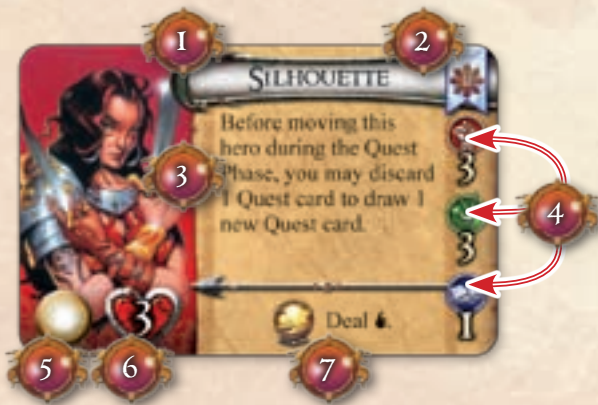 1
2
SILHOUETTE
Before moving this
hero during the Quest
Phase, you may discard
1 Quest card to draw 1
new Quest card.
3
3
4
3
1
3
Deal
5
6
7